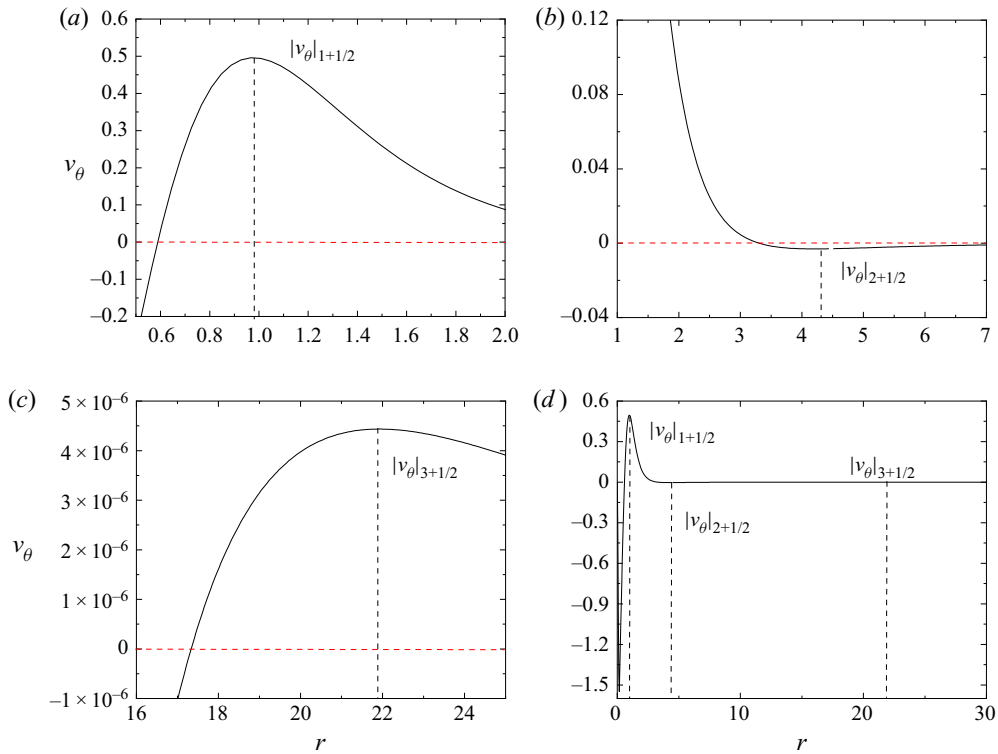 (a)
|v_θ|_{1+1/2}
v_θ
0.6
0.5
0.4
0.3
0.2
0.1
0
–0.1
–0.2
0.6 0.8 1.0 1.2 1.4 1.6 1.8 2.0
(b)
|v_θ|_{2+1/2}
0.12
0.08
0.04
0
–0.04
1 2 3 4 5 6 7
(c)
|v_θ|_{3+1/2}
v_θ
5 × 10^{–6}
4 × 10^{–6}
3 × 10^{–6}
2 × 10^{–6}
1 × 10^{–6}
0
–1 × 10^{–6}
16 18 20 22 24
r
(d)
|v_θ|_{1+1/2}
|v_θ|_{3+1/2}
|v_θ|_{2+1/2}
0.6
0.3
0
–0.3
–0.6
–0.9
–1.2
–1.5
0 10 20 30
r